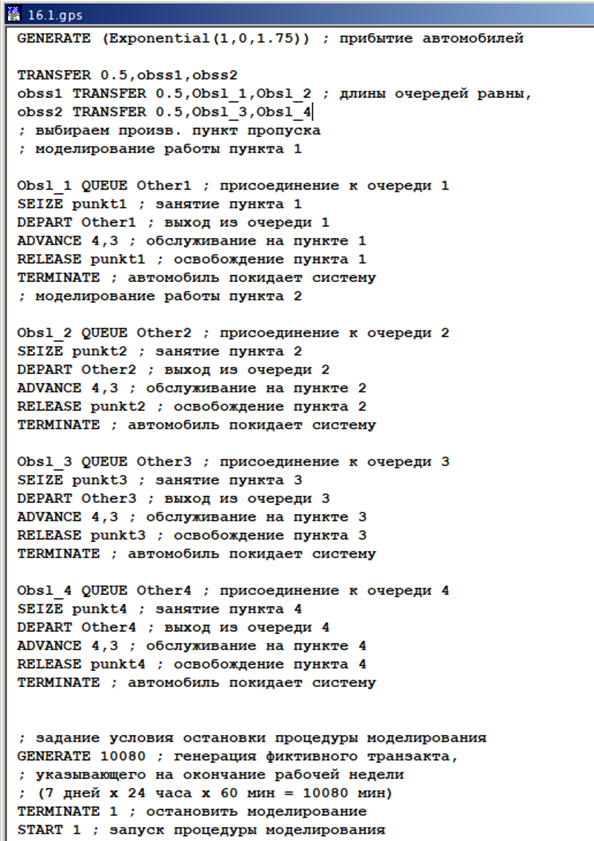 16.1.gps
GENERATE (Exponential(1,0,1.75)) ; прибытие автомобилей
TRANSFER 0.5,obss1,obss2
obss1 TRANSFER 0.5,Obsl_1,Obsl_2 ; длины очередей равны,
obss2 TRANSFER 0.5,Obsl_3,Obsl_4
; выбираем произв. пункт пропуска
; моделирование работы пункта 1
Obsl_1 QUEUE Other1 ; присоединение к очереди 1
SEIZE punkt1 ; занятие пункта 1
DEPART Other1 ; выход из очереди 1
ADVANCE 4,3 ; обслуживание на пункте 1
RELEASE punkt1 ; освобождение пункта 1
TERMINATE ; автомобиль покидает систему
; моделирование работы пункта 2
Obsl_2 QUEUE Other2 ; присоединение к очереди 2
SEIZE punkt2 ; занятие пункта 2
DEPART Other2 ; выход из очереди 2
ADVANCE 4,3 ; обслуживание на пункте 2
RELEASE punkt2 ; освобождение пункта 2
TERMINATE ; автомобиль покидает систему
Obsl_3 QUEUE Other3 ; присоединение к очереди 3
SEIZE punkt3 ; занятие пункта 3
DEPART Other3 ; выход из очереди 3
ADVANCE 4,3 ; обслуживание на пункте 3
RELEASE punkt3 ; освобождение пункта 3
TERMINATE ; автомобиль покидает систему
Obsl_4 QUEUE Other4 ; присоединение к очереди 4
SEIZE punkt4 ; занятие пункта 4
DEPART Other4 ; выход из очереди 4
ADVANCE 4,3 ; обслуживание на пункте 4
RELEASE punkt4 ; освобождение пункта 4
TERMINATE ; автомобиль покидает систему
; задание условия остановки процедуры моделирования
GENERATE 10080 ; генерация фиктивного транзакта,
; указывающего на окончание рабочей недели
; (7 дней х 24 часа х 60 мин = 10080 мин)
TERMINATE 1 ; остановить моделирование
START 1 ; запуск процедуры моделирования